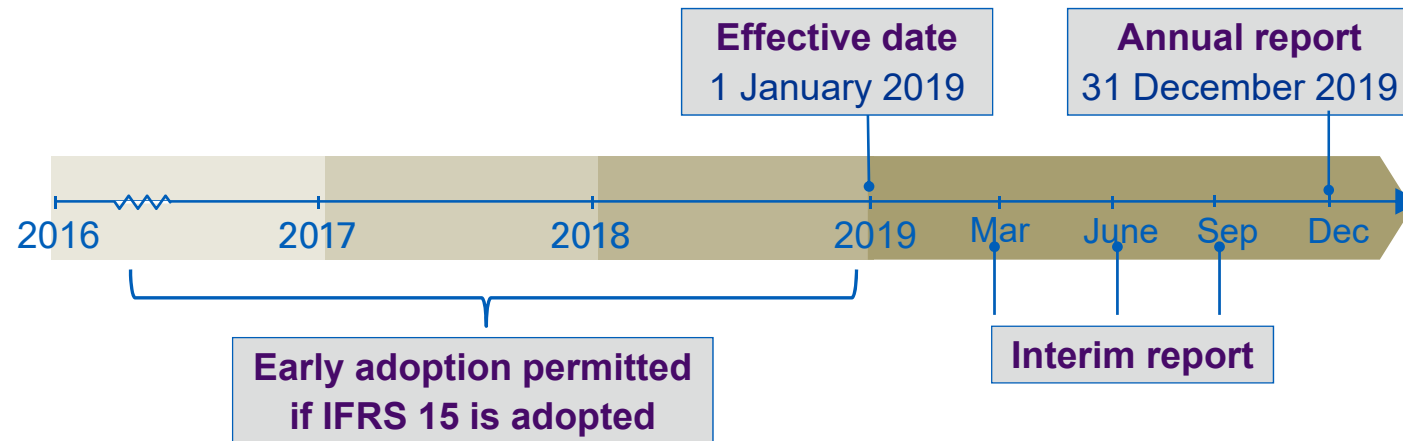 Effective date
1 January 2019
Annual report
31 December 2019
2016
2017
2018
2019
Mar
June
Sep
Dec
Early adoption permitted
if IFRS 15 is adopted
Interim report